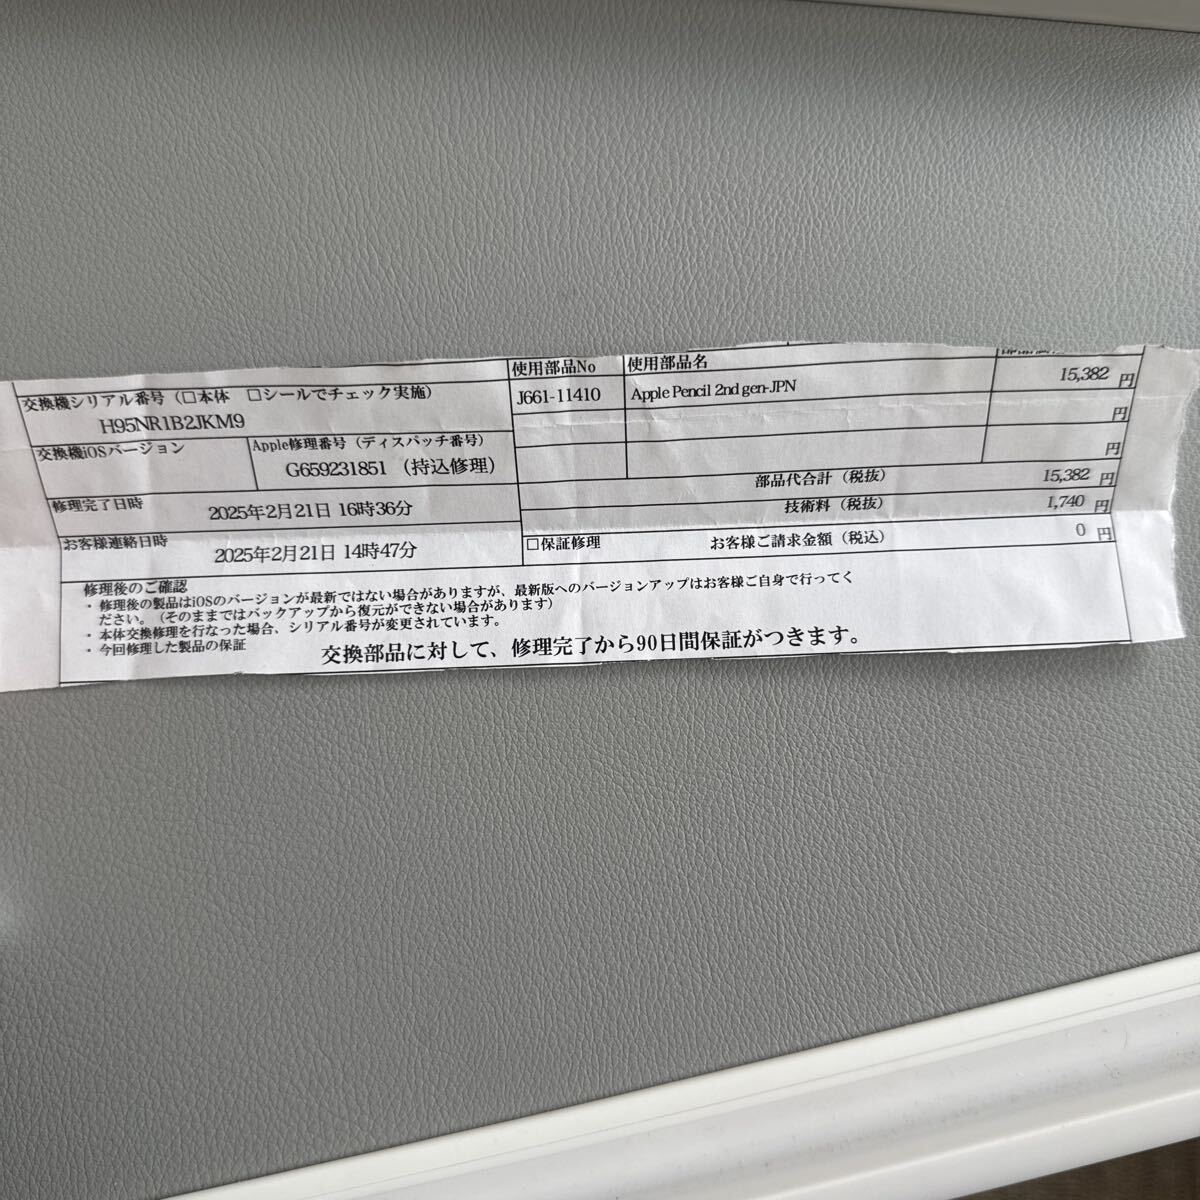 交換機シリアル番号（□本体　□シールでチェック実施）
H95NR1B2JKM9
交換機iOSバージョン
Apple修理番号（ディスパッチ番号）
G659231851 （持込修理）
修理完了日時
2025年2月21日 16時36分
お客様連絡日時
2025年2月21日 14時47分
使用部品No
使用部品名
J661-11410
Apple Pencil 2nd gen-JPN
15,382 円
円
円
部品代合計（税抜）
15,382 円
技術料（税抜）
1,740 円
□保証修理
お客様ご請求金額（税込）
0 円
修理後のご確認
・修理後の製品はiOSのバージョンが最新ではない場合がありますが、最新版へのバージョンアップはお客様ご自身で行ってく
ださい。（そのままではバックアップから復元ができない場合があります）
・本体交換修理を行なった場合、シリアル番号が変更されています。
・今回修理した製品の保証
交換部品に対して、修理完了から90日間保証がつきます。